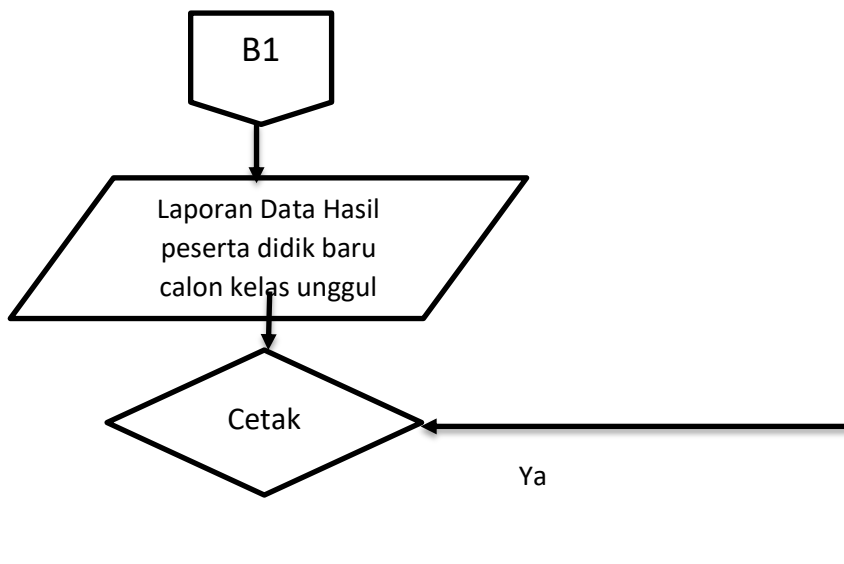 B1
Laporan Data Hasil
peserta didik baru
calon kelas unggul
Cetak
Ya